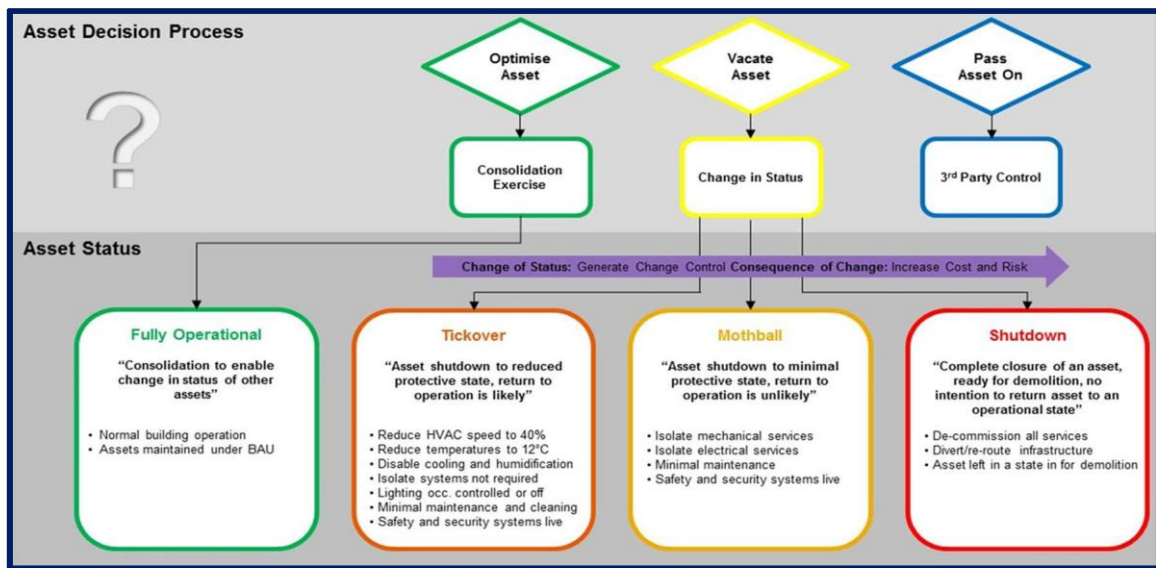 Asset Decision Process
?
Optimise
Asset
Vacate
Asset
Pass
Asset On
Consolidation
Exercise
Change in Status
3rd Party Control
Asset Status
Change of Status: Generate Change Control Consequence of Change: Increase Cost and Risk
Fully Operational
“Consolidation to enable
change in status of other
assets”
• Normal building operation
• Assets maintained under BAU
Tickover
“Asset shutdown to reduced
protective state, return to
operation is likely”
• Reduce HVAC speed to 40%
• Reduce temperatures to 12°C
• Disable cooling and humidification
• Isolate systems not required
• Lighting occ. controlled or off
• Minimal maintenance and cleaning
• Safety and security systems live
Mothball
“Asset shutdown to minimal
protective state, return to
operation is unlikely”
• Isolate mechanical services
• Isolate electrical services
• Minimal maintenance
• Safety and security systems live
Shutdown
“Complete closure of an asset,
ready for demolition, no
intention to return asset to an
operational state”
• De-commission all services
• Divert/re-route infrastructure
• Asset left in a state in for demolition